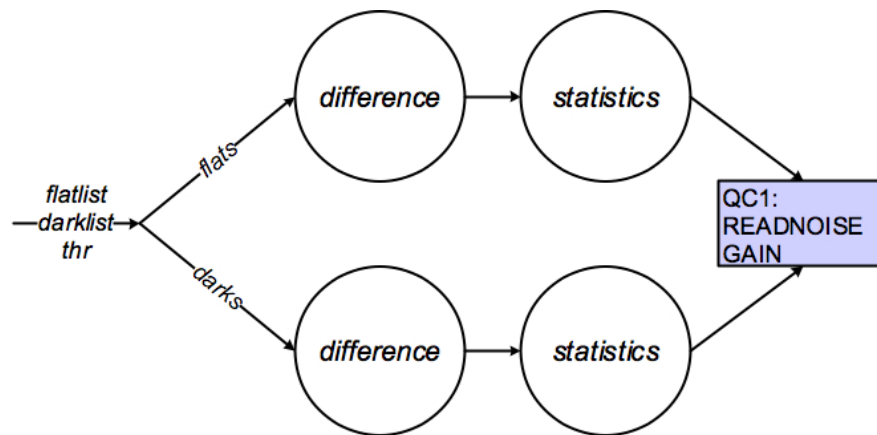 flatlist
darklist
thr
flats
difference
statistics
darks
difference
statistics
QC1:
READNOISE
GAIN